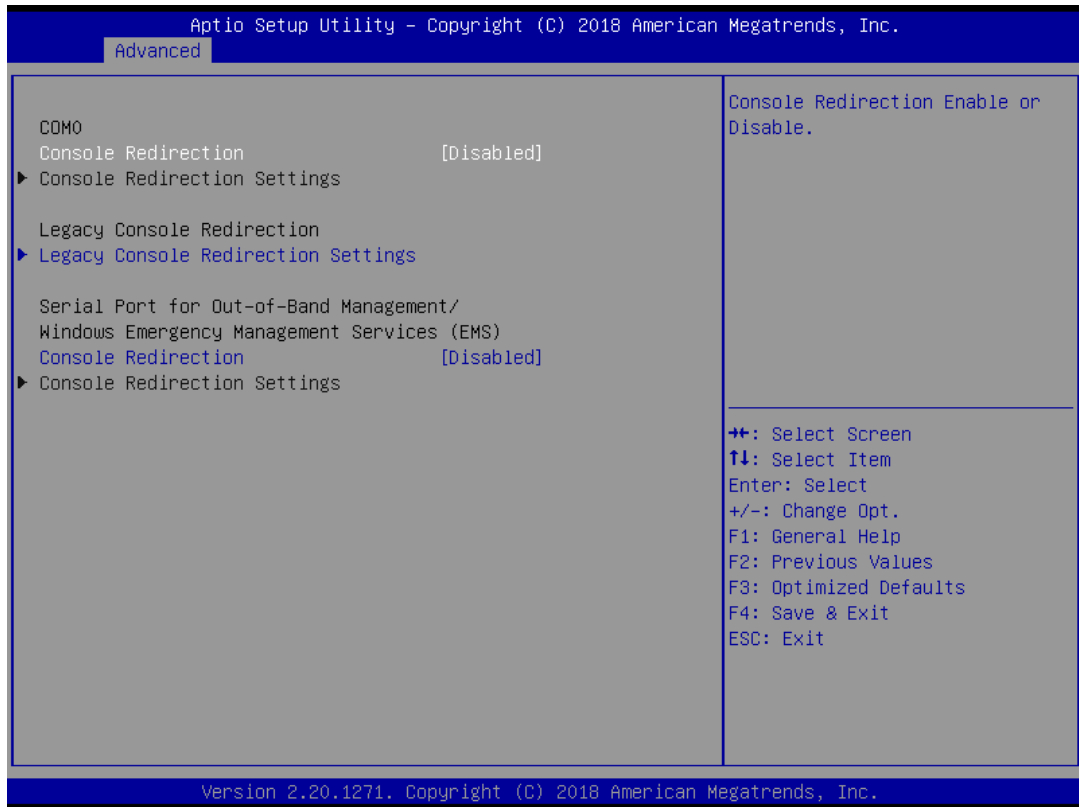 Aptio Setup Utility – Copyright (C) 2018 American Megatrends, Inc.
Advanced
COM0
Console Redirection [Disabled]
▶ Console Redirection Settings
Legacy Console Redirection
▶ Legacy Console Redirection Settings
Serial Port for Out-of-Band Management/
Windows Emergency Management Services (EMS)
Console Redirection [Disabled]
▶ Console Redirection Settings
Console Redirection Enable or
Disable.
→←: Select Screen
↑↓: Select Item
Enter: Select
+/-: Change Opt.
F1: General Help
F2: Previous Values
F3: Optimized Defaults
F4: Save & Exit
ESC: Exit
Version 2.20.1271. Copyright (C) 2018 American Megatrends, Inc.